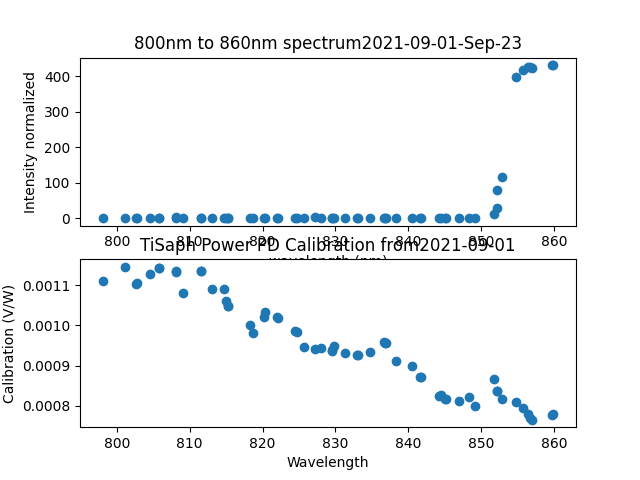 800nm to 860nm spectrum2021-09-01-Sep-23
Intensity normalized
400
300
200
100
0
800 810 820 830 840 850 860
wavelength (nm)
TiSaph Power PD Calibration from2021-09-01
Calibration (V/W)
0.0011
0.0010
0.0009
0.0008
800 810 820 830 840 850 860
Wavelength